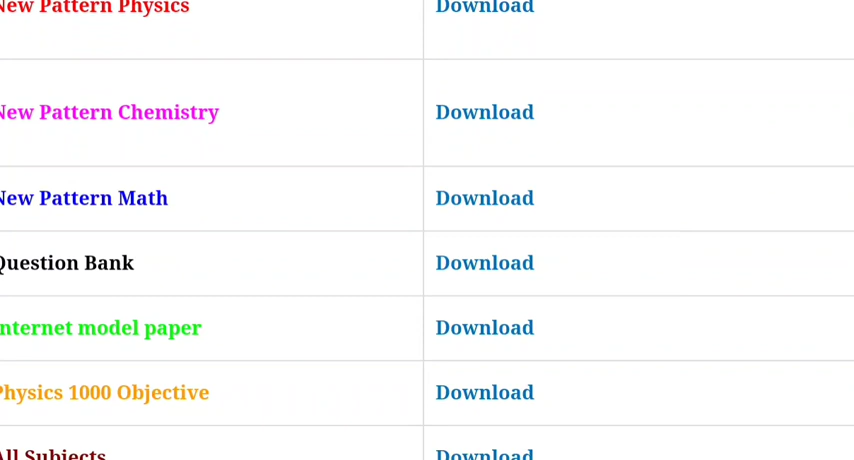 New Pattern Physics Download
New Pattern Chemistry Download
New Pattern Math Download
Question Bank Download
Internet model paper Download
Physics 1000 Objective Download
All Subjects Download